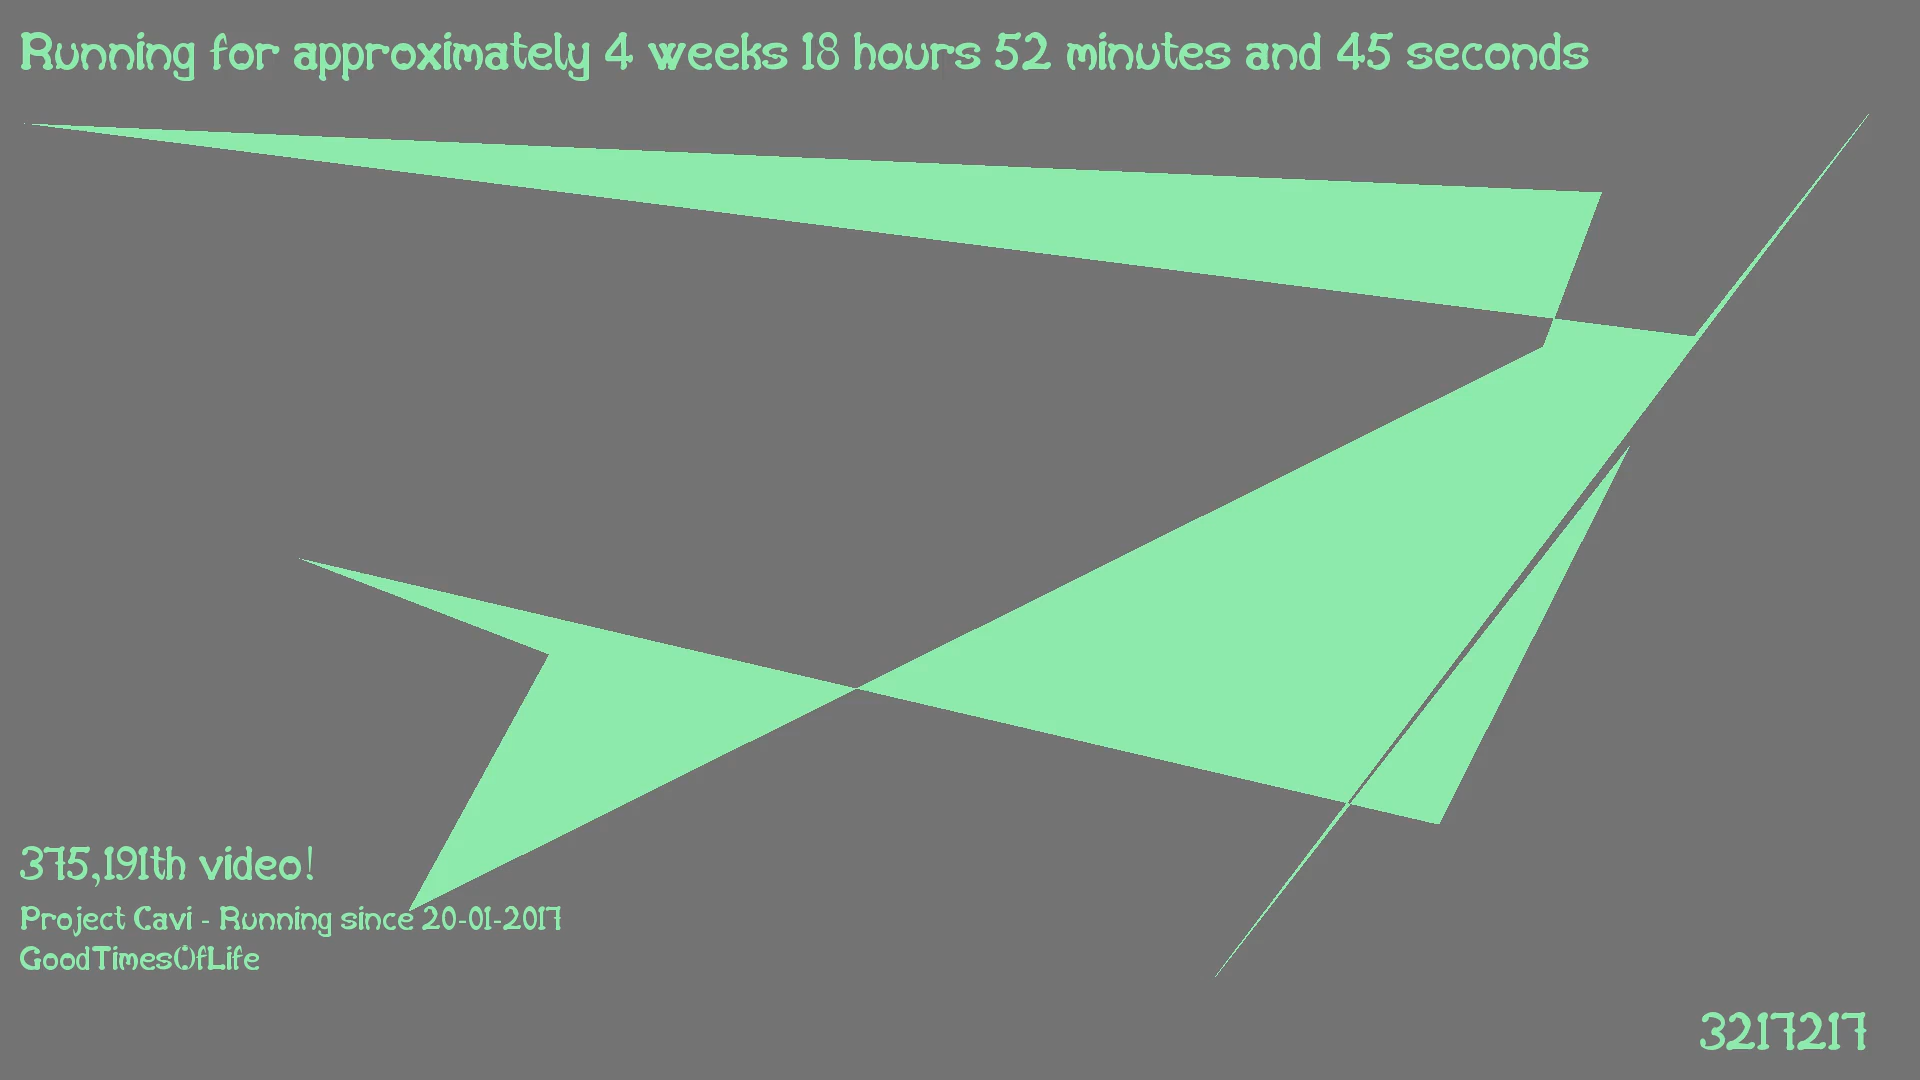 Running for approximately 4 weeks 18 hours 52 minutes and 45 seconds
375,191th video!
Project Cavi - Running since 20-01-2017
GoodTimesOfLife
3217217